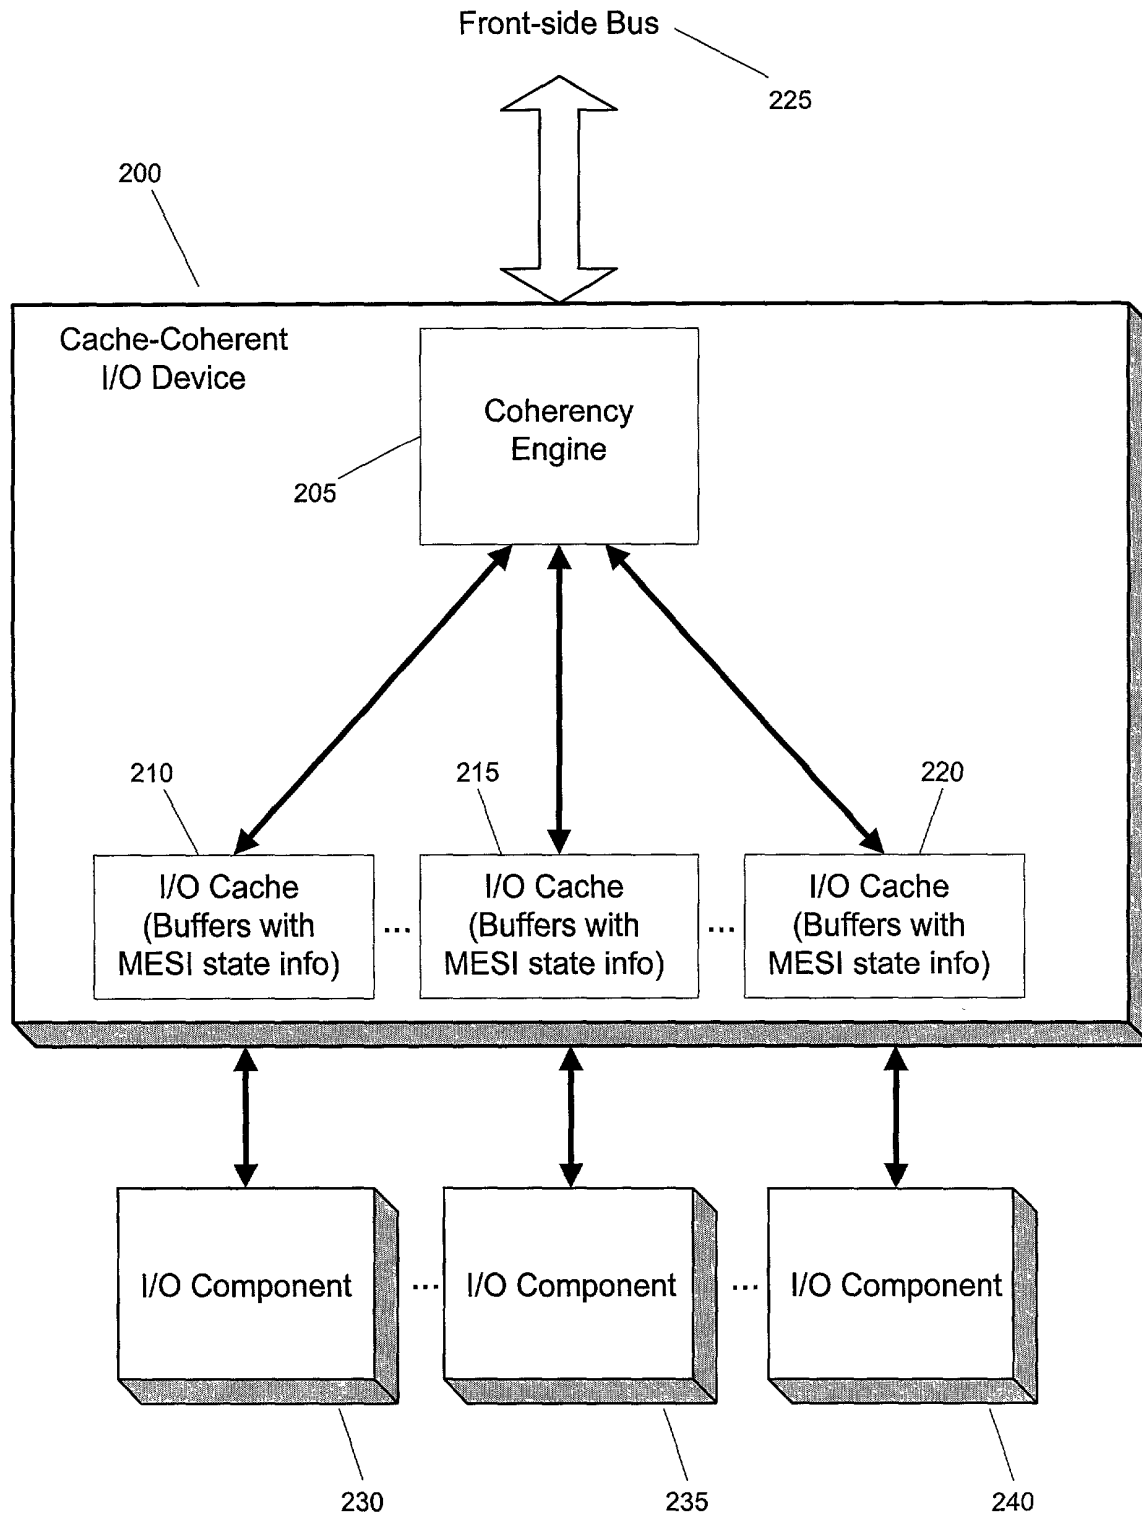 Front-side Bus
225
200
Cache-Coherent
I/O Device
Coherency
Engine
205
210
215
220
I/O Cache
(Buffers with
MESI state info)
...
I/O Cache
(Buffers with
MESI state info)
...
I/O Cache
(Buffers with
MESI state info)
I/O Component
...
I/O Component
...
I/O Component
230
235
240